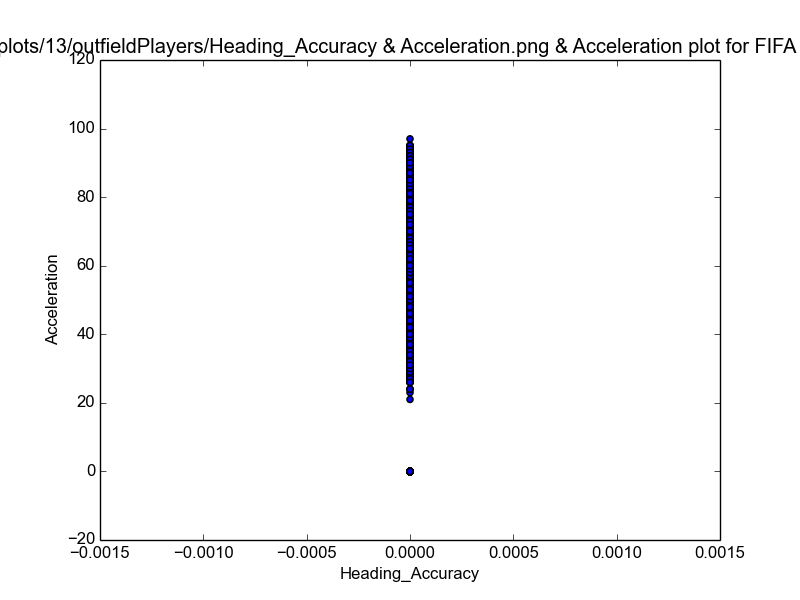 plots/13/outfieldPlayers/Heading_Accuracy & Acceleration.png & Acceleration plot for FIFA
120
100
80
60
40
20
0
−20
Acceleration
−0.0015 −0.0010 −0.0005 0.0000 0.0005 0.0010 0.0015
Heading_Accuracy